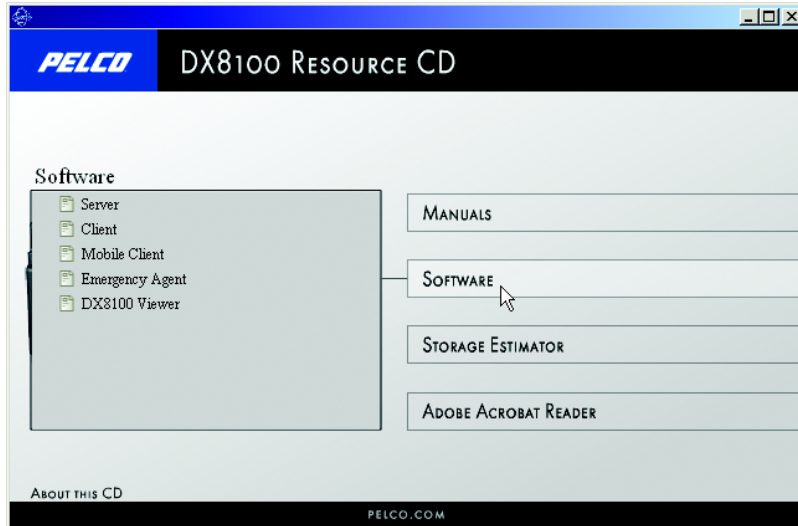 PELCO DX8100 RESOURCE CD
Software
Server
Client
Mobile Client
Emergency Agent
DX8100 Viewer
MANUALS
SOFTWARE
STORAGE ESTIMATOR
ADOBE ACROBAT READER
ABOUT THIS CD
PELCO.COM